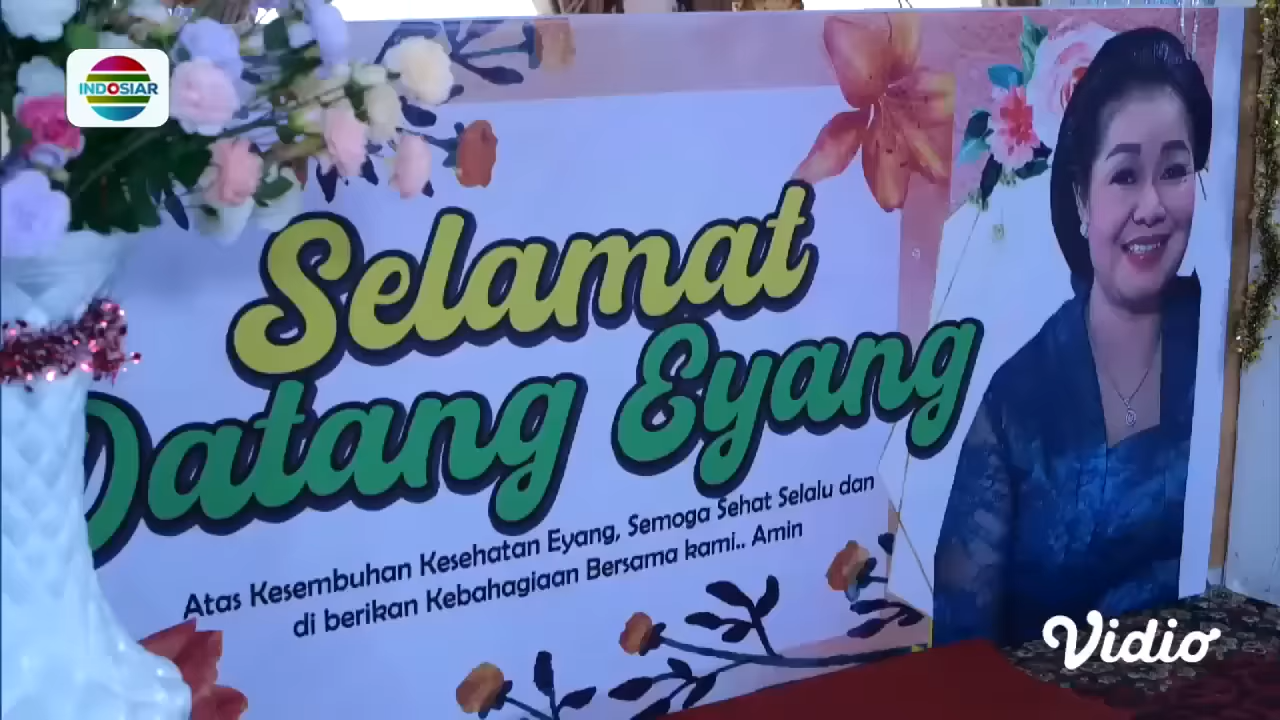 INDOSIAR
Selamat
Datang Eyang
Atas Kesembuhan Kesehatan Eyang, Semoga Sehat Selalu dan
di berikan Kebahagiaan Bersama kami.. Amin
Vidio